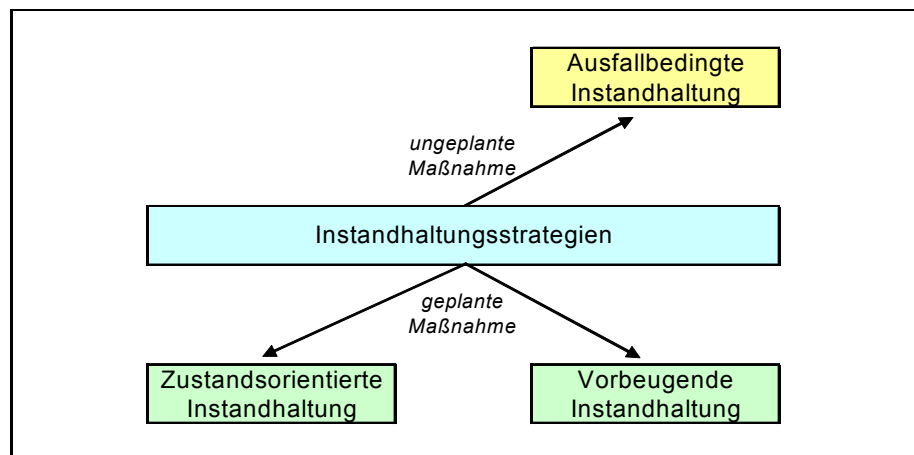 Ausfallbedingte
Instandhaltung
ungeplante
Maßnahme
Instandhaltungsstrategien
geplante
Maßnahme
Zustandsorientierte
Instandhaltung
Vorbeugende
Instandhaltung